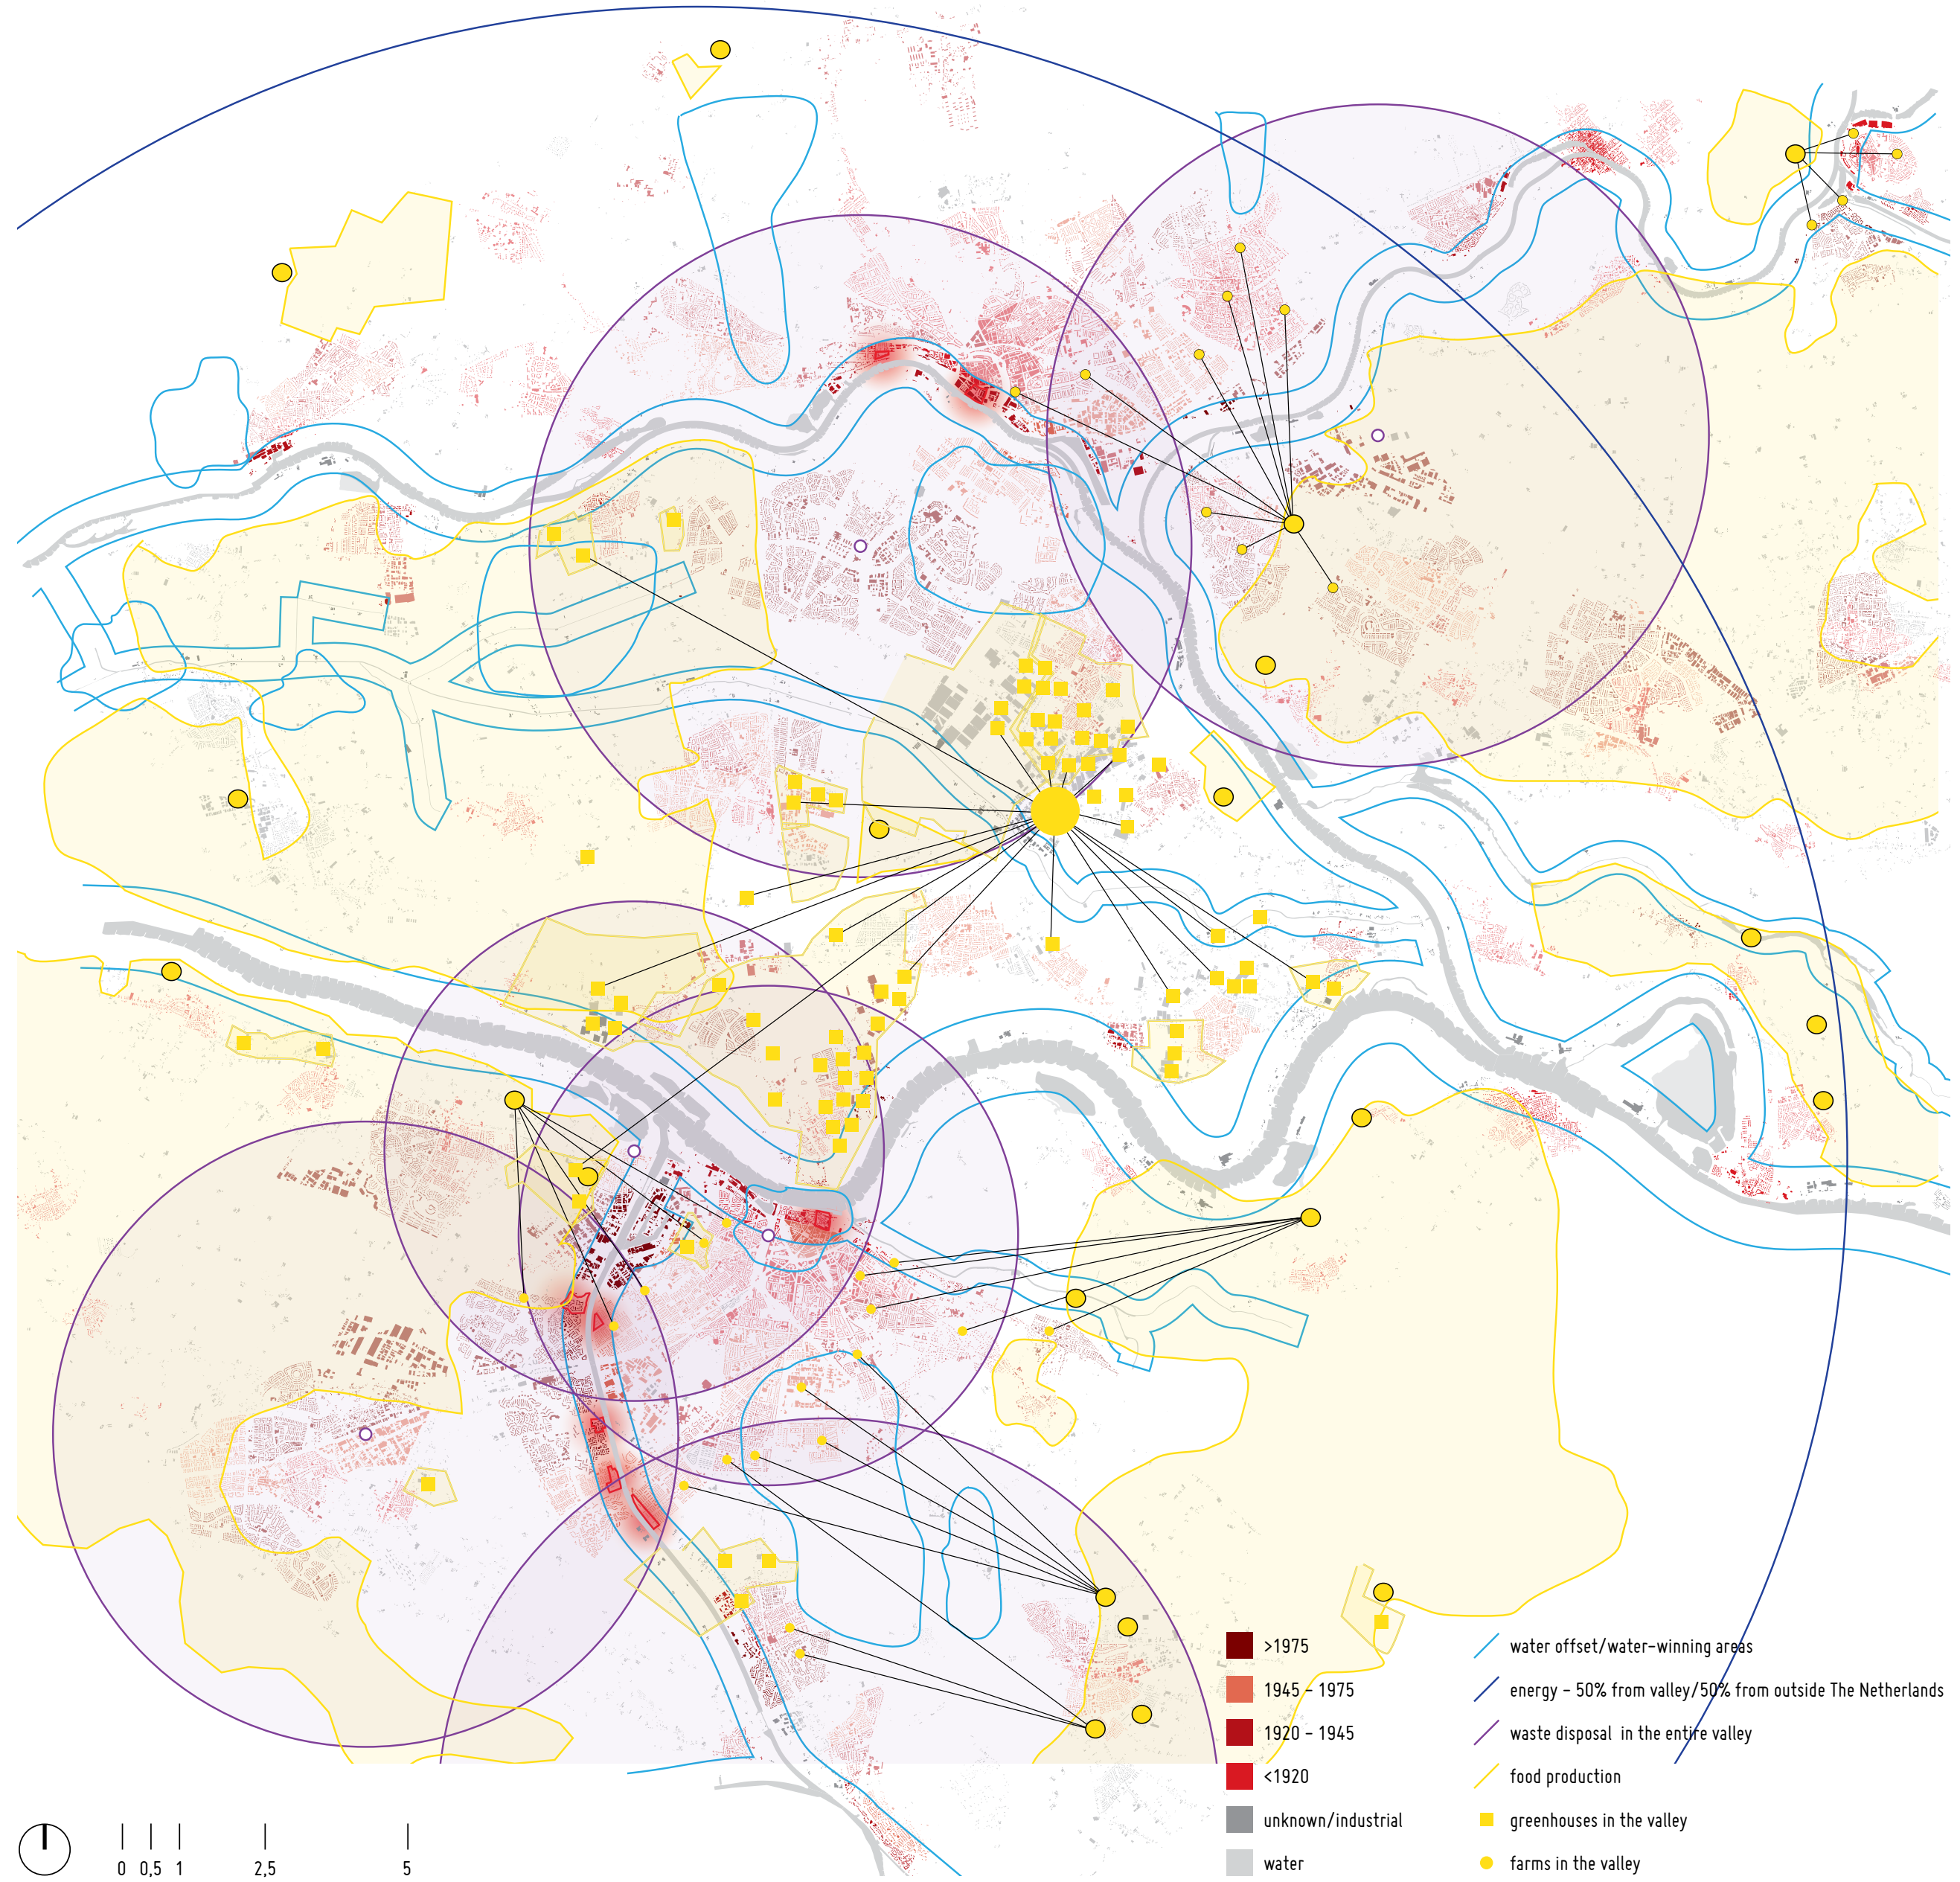 >1975
1945 - 1975
1920 - 1945
<1920
unknown/industrial
water
water offset/water-winning areas
energy - 50% from valley/50% from outside The Netherlands
waste disposal in the entire valley
food production
greenhouses in the valley
farms in the valley
0 0,5 1 2,5 5